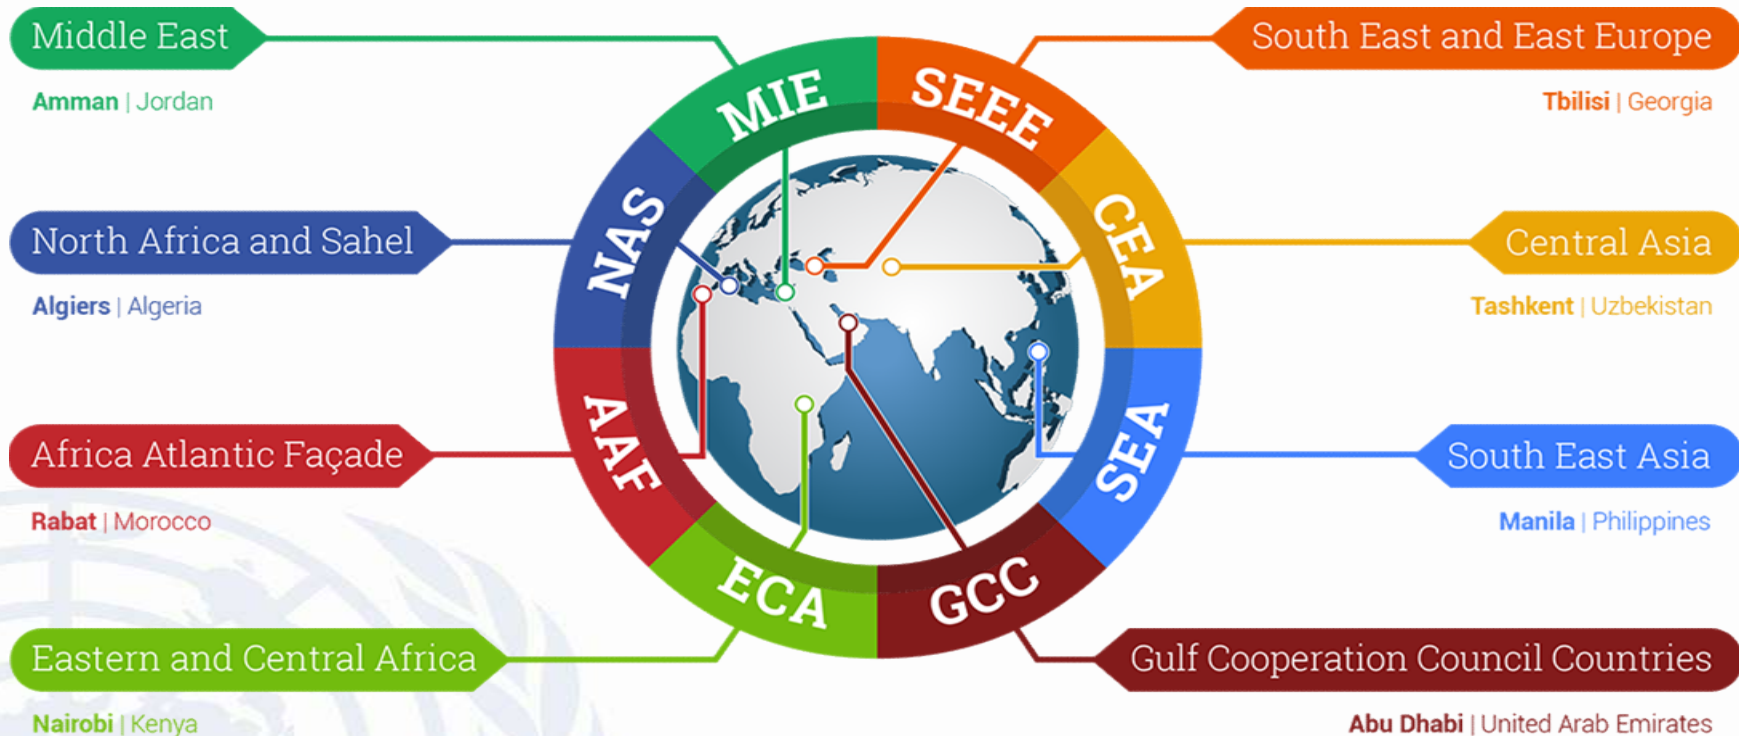 Middle East
Amman | Jordan
North Africa and Sahel
Algiers | Algeria
Africa Atlantic Façade
Rabat | Morocco
Eastern and Central Africa
Nairobi | Kenya
MIE
SEEE
NAS
CEA
AAF
SEA
ECA
GCC
South East and East Europe
Tbilisi | Georgia
Central Asia
Tashkent | Uzbekistan
South East Asia
Manila | Philippines
Gulf Cooperation Council Countries
Abu Dhabi | United Arab Emirates